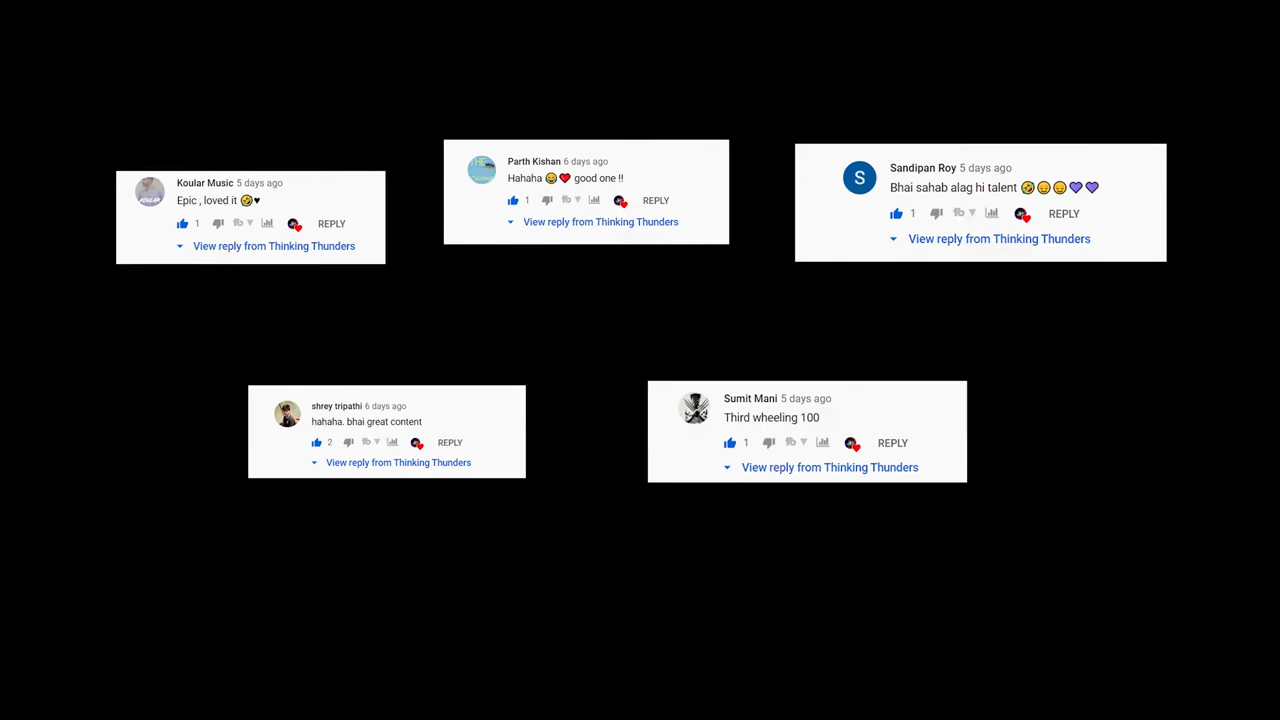 Koular Music 5 days ago
Epic , loved it 🤣♥
1 REPLY
View reply from Thinking Thunders
Parth Kishan 6 days ago
Hahaha 😂❤ good one !!
1 REPLY
View reply from Thinking Thunders
Sandipan Roy 5 days ago
Bhai sahab alag hi talent 🤣😑😑💜💜
1 REPLY
View reply from Thinking Thunders
shrey tripathi 6 days ago
hahaha. bhai great content
2 REPLY
View reply from Thinking Thunders
Sumit Mani 5 days ago
Third wheeling 100
1 REPLY
View reply from Thinking Thunders